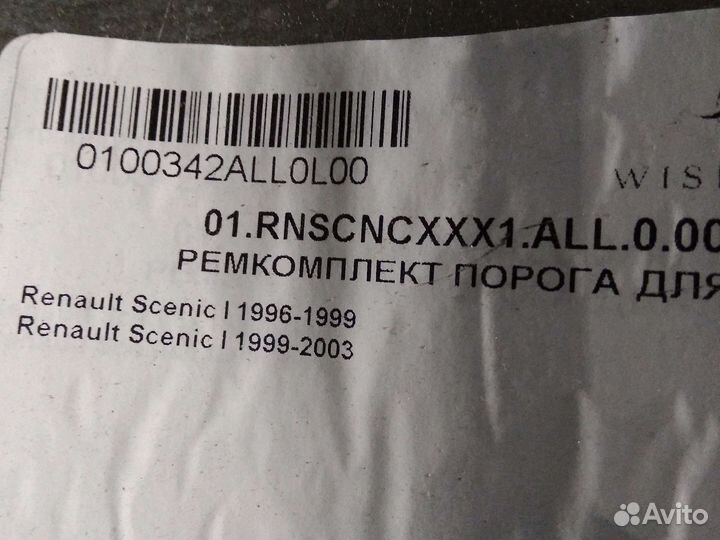 0100342ALL0L00
WIS
01.RNSCNCXXX1.ALL.0.00
РЕМКОМПЛЕКТ ПОРОГА ДЛЯ
Renault Scenic I 1996-1999
Renault Scenic I 1999-2003
Avito